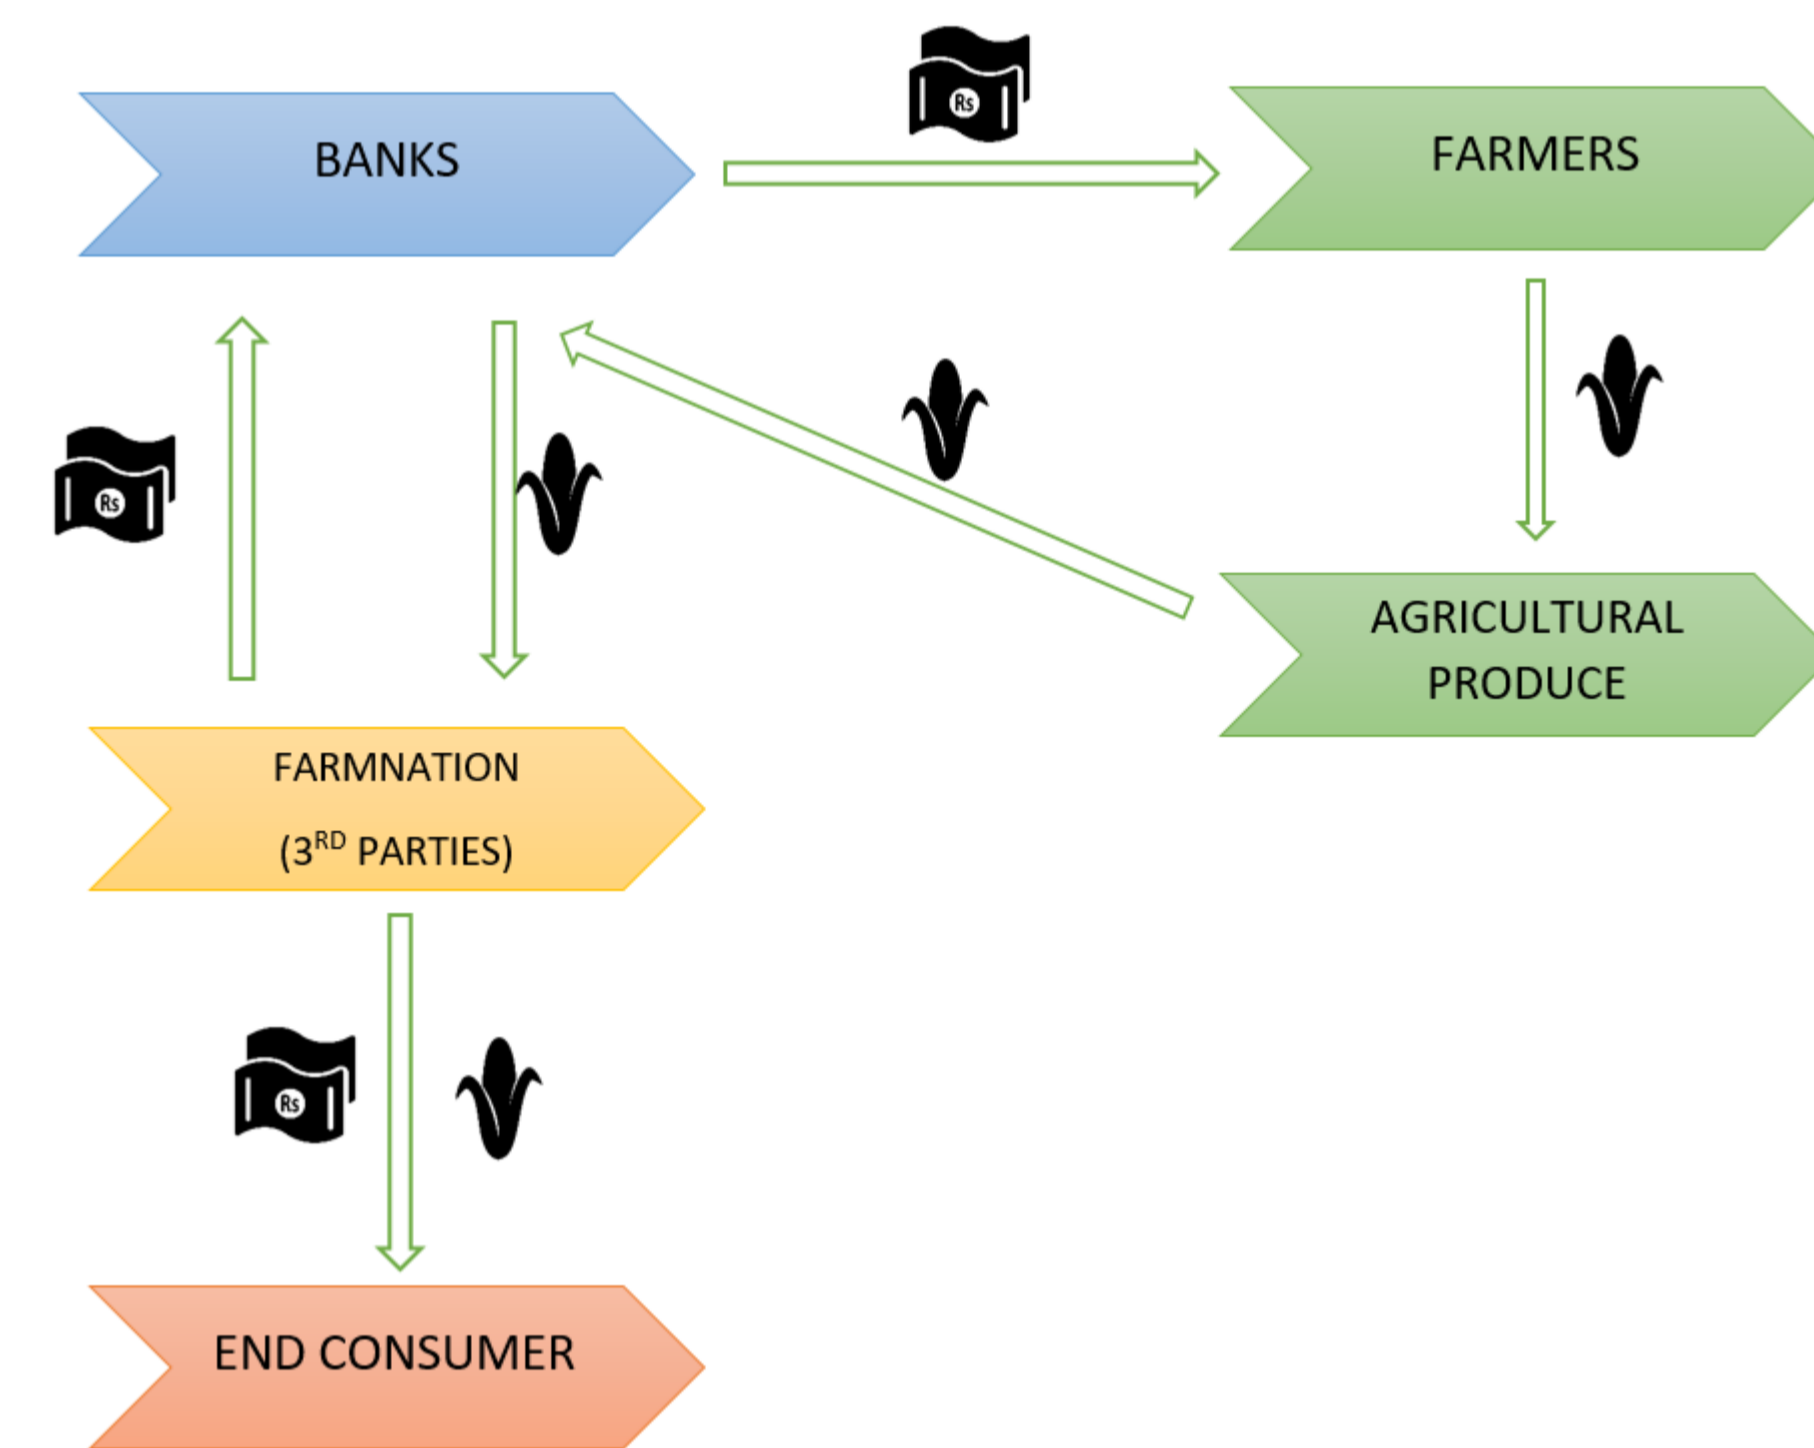 BANKS
Rs
FARMERS
Rs
AGRICULTURAL
PRODUCE
FARMNATION
(3RD PARTIES)
Rs
END CONSUMER